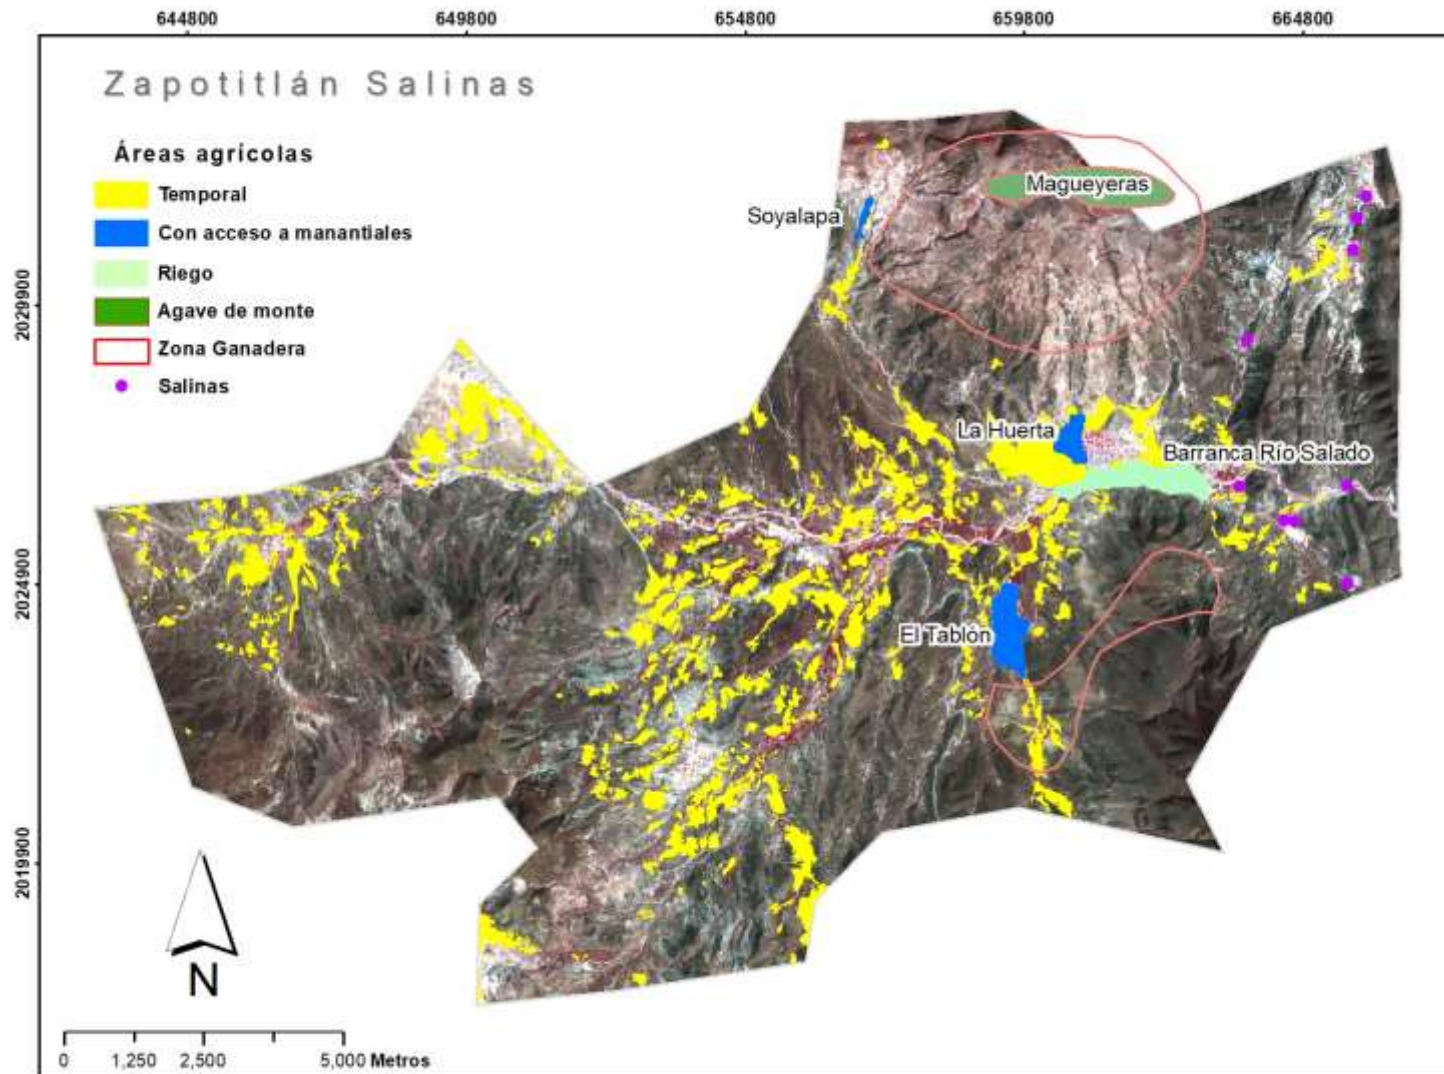 644800 649800 654800 659800 664800
Zapotitlán Salinas
Áreas agrícolas
Temporal
Con acceso a manantiales
Riego
Agave de monte
Zona Ganadera
Salinas
Magueyeras
Soyalapa
La Huerta
Barranca Río Salado
El Tablón
2029900
2024900
2019900
N
0 1,250 2,500 5,000 Metros